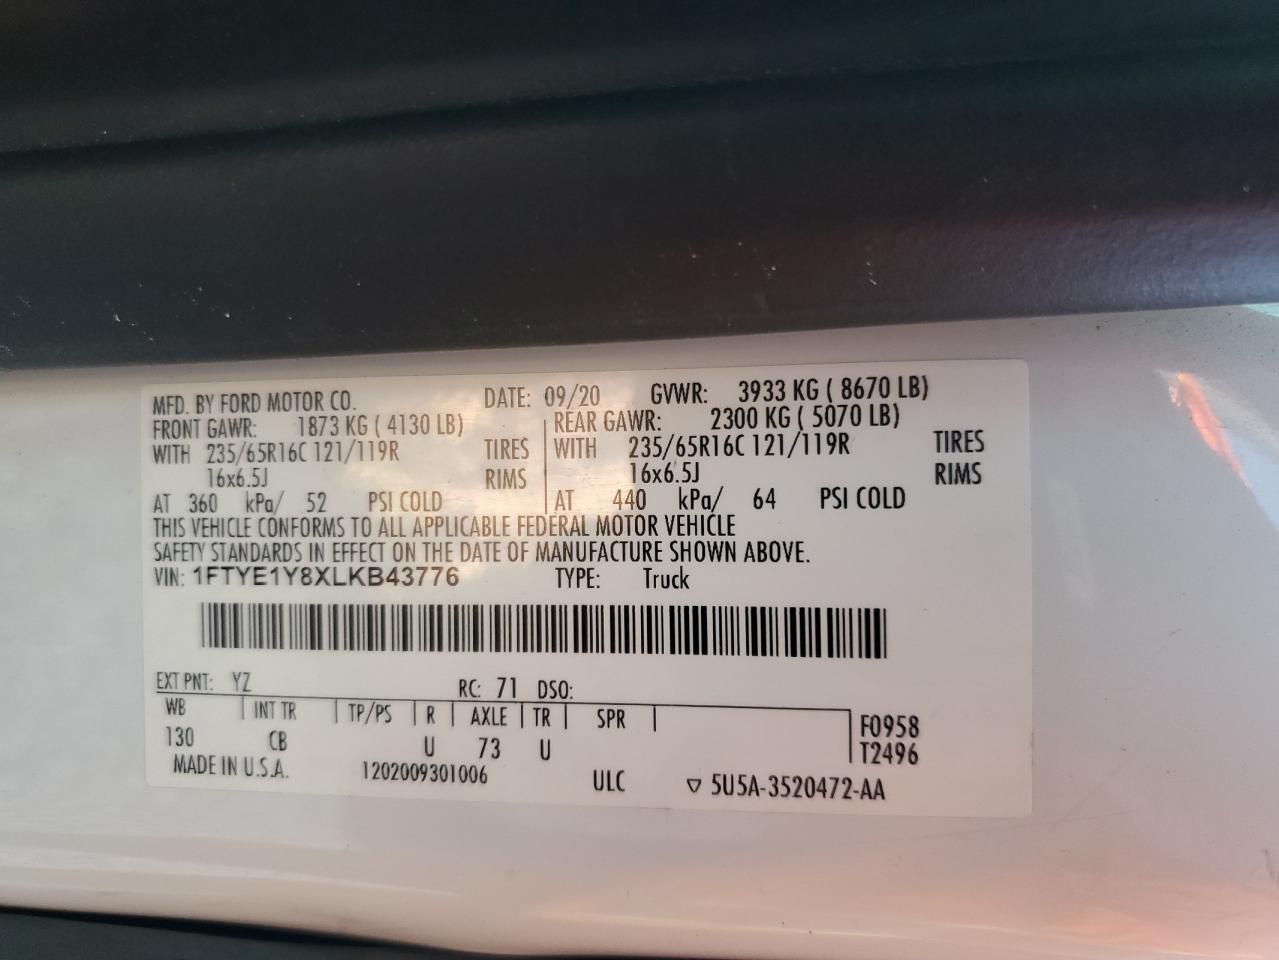 MFD. BY FORD MOTOR CO. DATE: 09/20 GVWR: 3933 KG ( 8670 LB)
FRONT GAWR: 1873 KG ( 4130 LB) REAR GAWR: 2300 KG ( 5070 LB)
WITH 235/65R16C 121/119R TIRES WITH 235/65R16C 121/119R TIRES
16x6.5J RIMS 16x6.5J RIMS
AT 360 kPa/ 52 PSI COLD AT 440 kPa/ 64 PSI COLD
THIS VEHICLE CONFORMS TO ALL APPLICABLE FEDERAL MOTOR VEHICLE
SAFETY STANDARDS IN EFFECT ON THE DATE OF MANUFACTURE SHOWN ABOVE.
VIN: 1FTYE1Y8XLKB43776 TYPE: Truck
EXT PNT: YZ RC: 71 DSO:
WB INT TR TP/PS R AXLE TR SPR F0958
130 CB U 73 U T2496
MADE IN U.S.A. 1202009301006 ULC ▽ 5U5A-3520472-AA